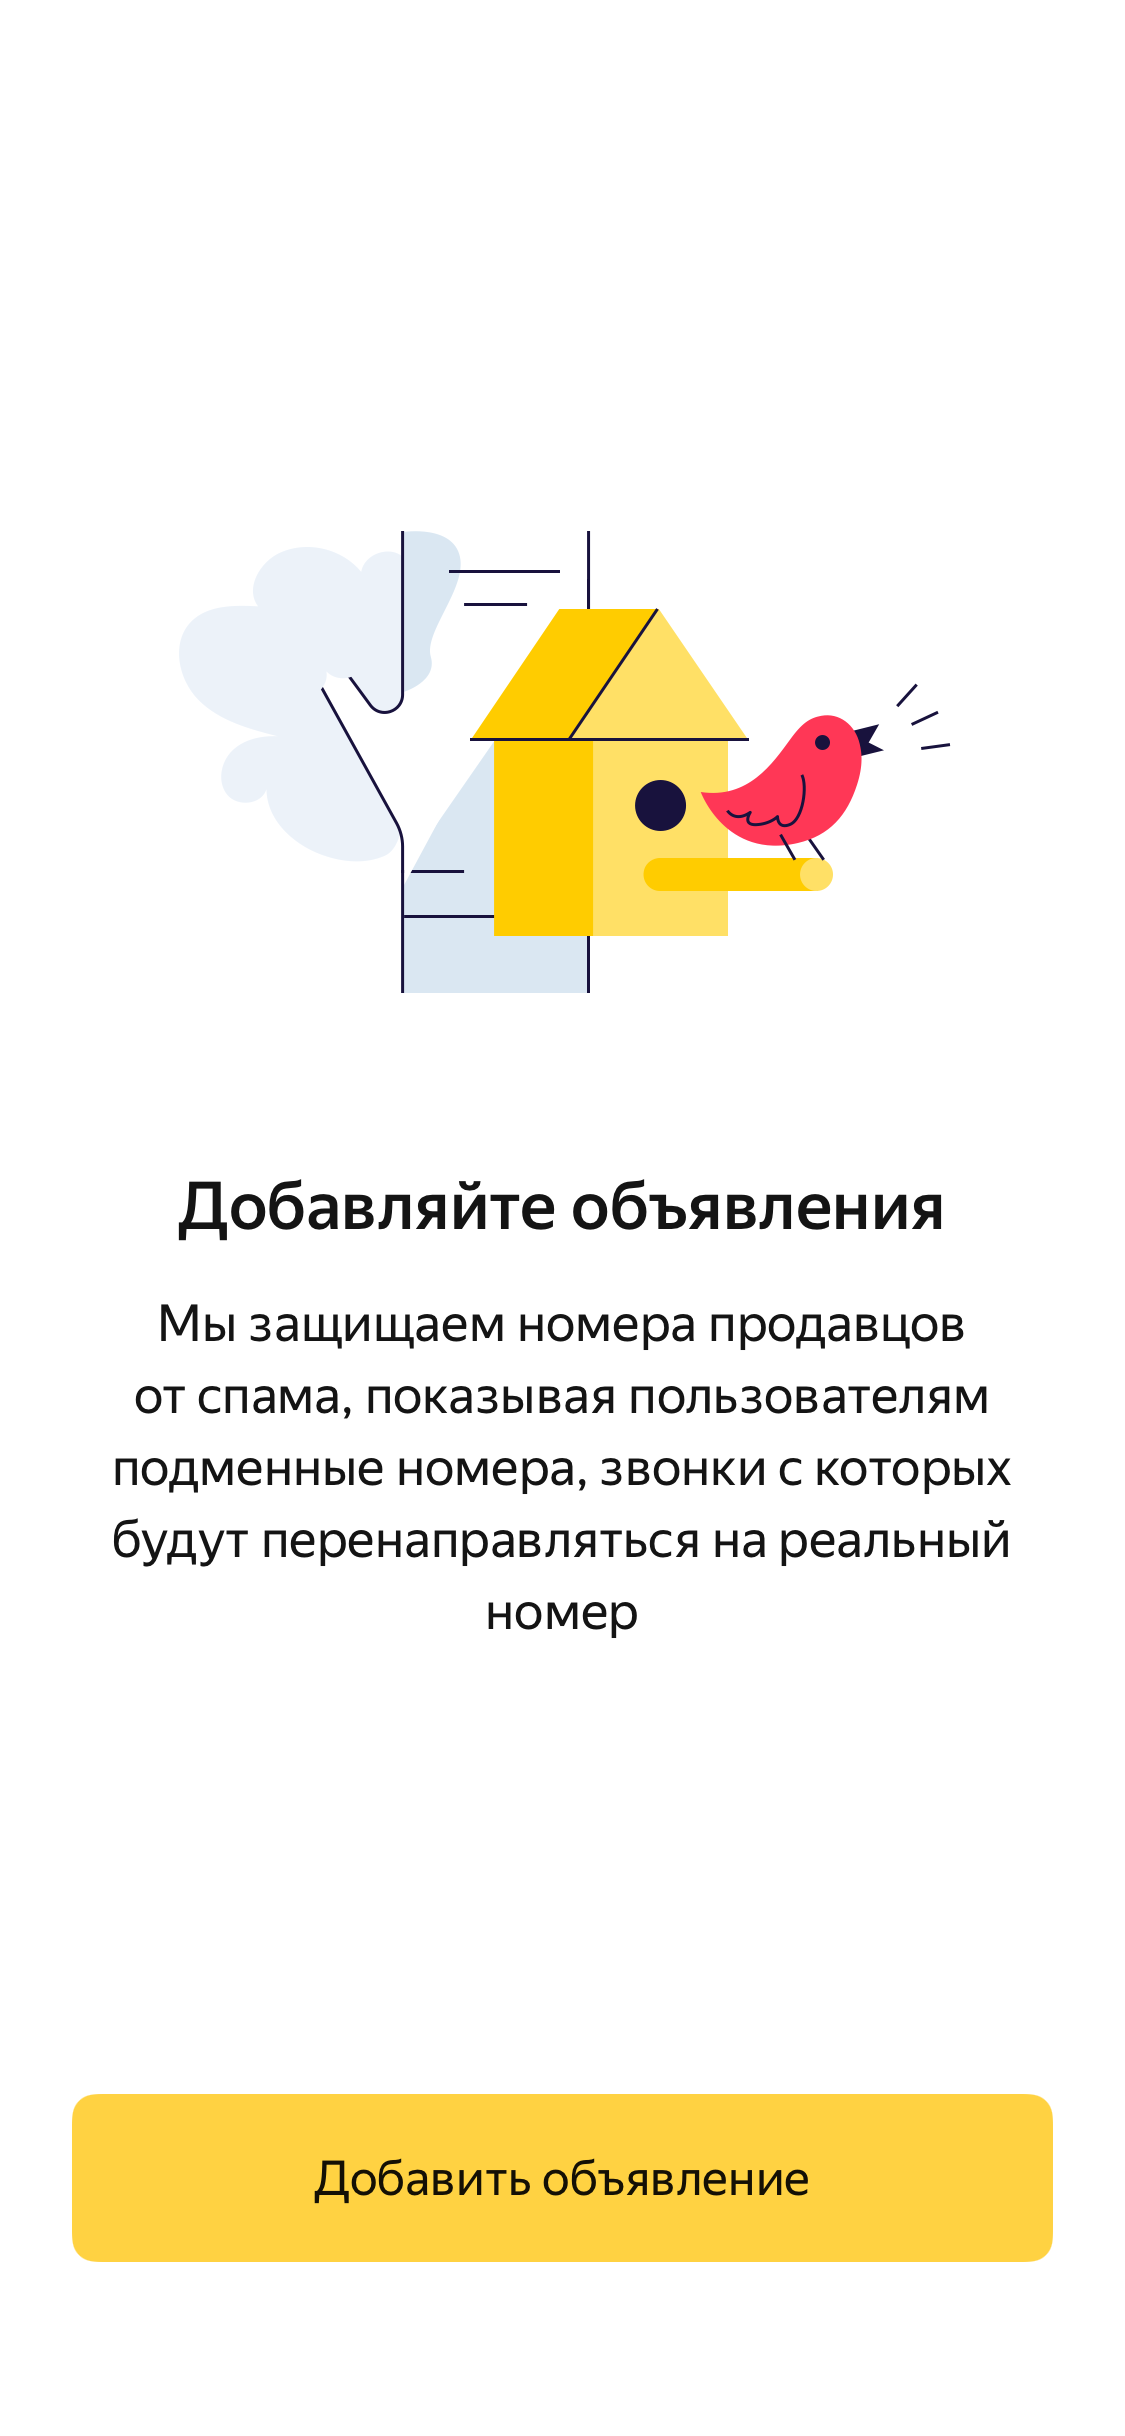 Добавляйте объявления
Мы защищаем номера продавцов
от спама, показывая пользователям
подменные номера, звонки с которых
будут перенаправляться на реальный
номер
Добавить объявление